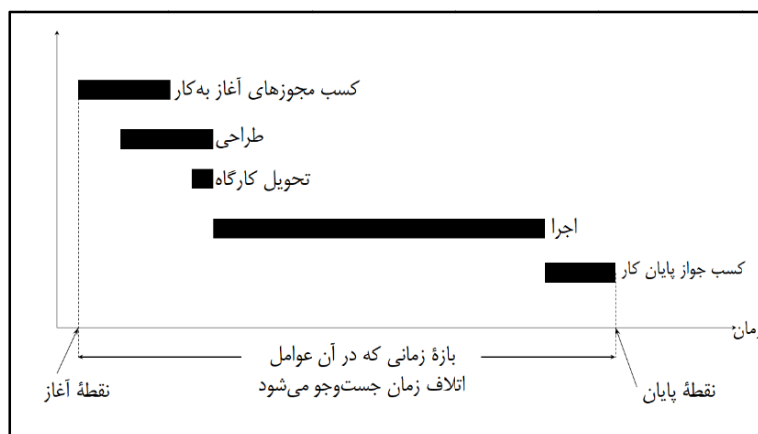 کسب مجوزهای آغاز به‌کار
طراحی
تحویل کارگاه
اجرا
کسب جواز پایان کار
زمان
بازهٔ زمانی که در آن عوامل
اتلاف زمان جست‌وجو می‌شود
نقطهٔ پایان
نقطهٔ آغاز